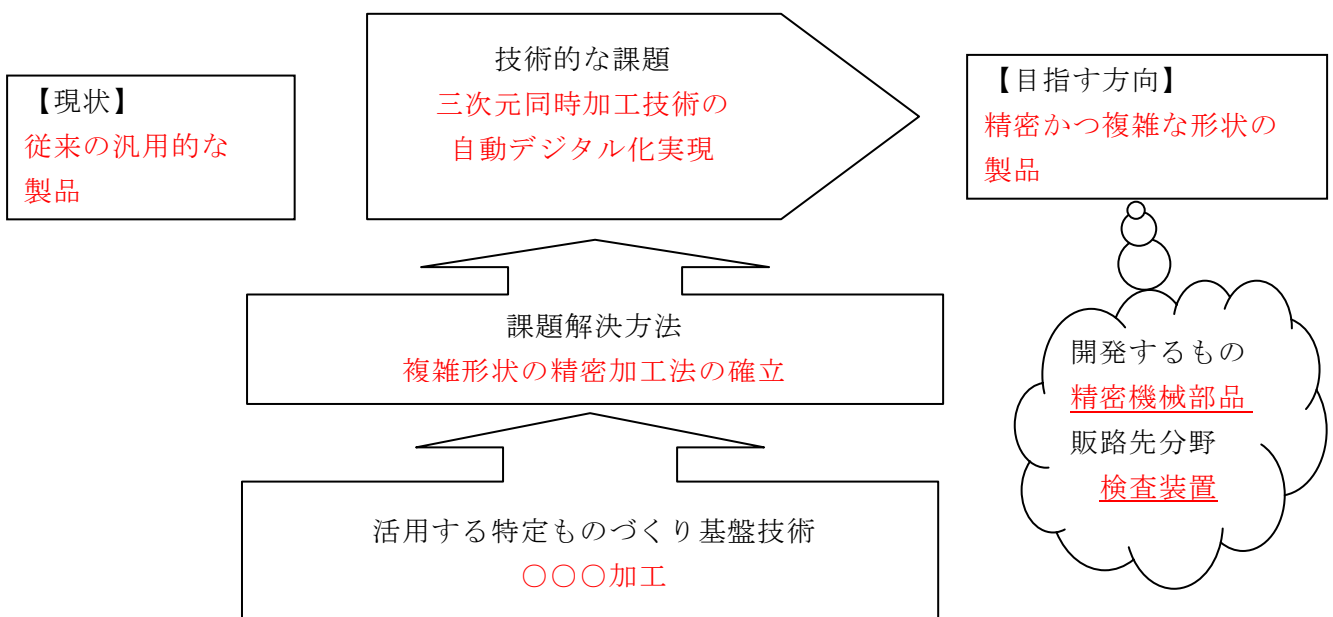 【現状】
従来の汎用的な
製品
技術的な課題
三次元同時加工技術の
自動デジタル化実現
【目指す方向】
精密かつ複雑な形状の
製品
課題解決方法
複雑形状の精密加工法の確立
開発するもの
精密機械部品
販路先分野
検査装置
活用する特定ものづくり基盤技術
○○○加工